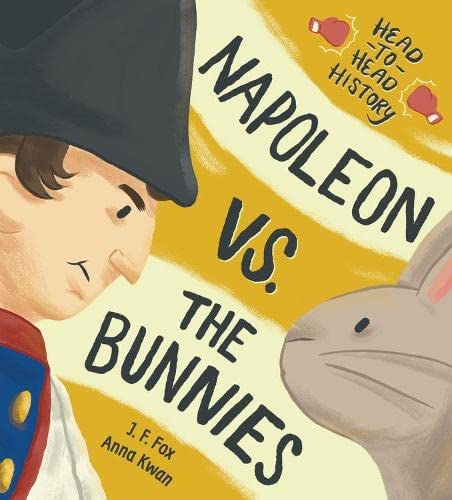 HEAD
-TO-
HEAD
HISTORY
NAPOLEON
VS.
THE
BUNNIES
J. F. Fox
Anna Kwan